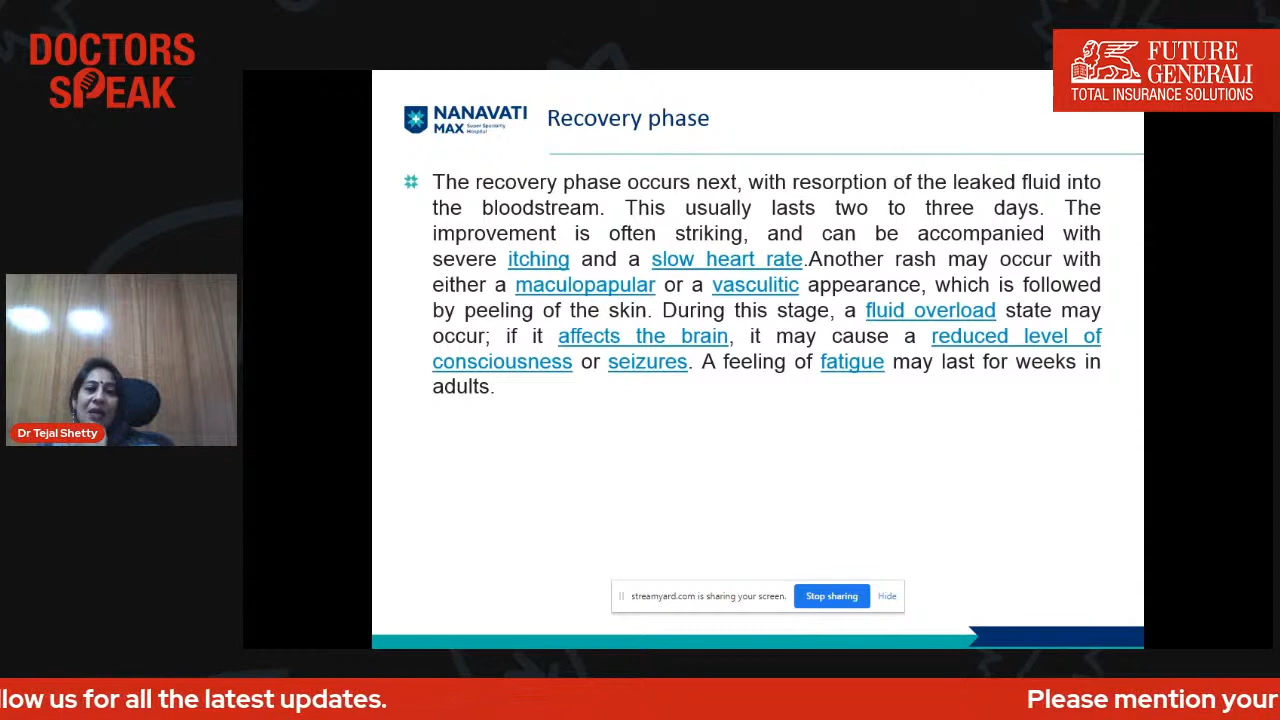 DOCTORS
SPEAK
FUTURE
GENERALI
TOTAL INSURANCE SOLUTIONS
NANAVATI
MAX Super Speciality
Hospital
Recovery phase
The recovery phase occurs next, with resorption of the leaked fluid into
the bloodstream. This usually lasts two to three days. The
improvement is often striking, and can be accompanied with
severe itching and a slow heart rate.Another rash may occur with
either a maculopapular or a vasculitic appearance, which is followed
by peeling of the skin. During this stage, a fluid overload state may
occur; if it affects the brain, it may cause a reduced level of
consciousness or seizures. A feeling of fatigue may last for weeks in
adults.
Dr Tejal Shetty
streamyard.com is sharing your screen. Stop sharing Hide
llow us for all the latest updates. Please mention your